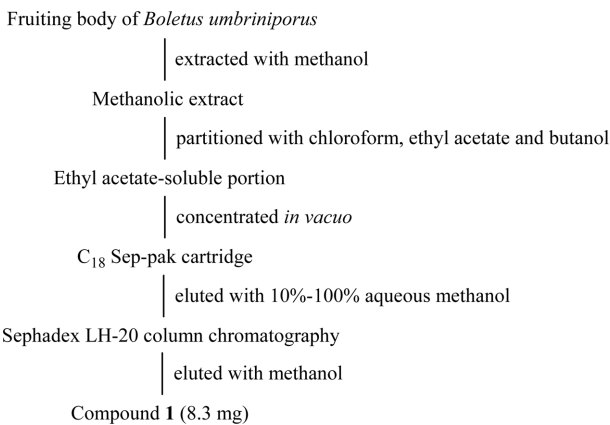 Fruiting body of Boletus umbriniporus
extracted with methanol
Methanolic extract
partitioned with chloroform, ethyl acetate and butanol
Ethyl acetate-soluble portion
concentrated in vacuo
C18 Sep-pak cartridge
eluted with 10%-100% aqueous methanol
Sephadex LH-20 column chromatography
eluted with methanol
Compound 1 (8.3 mg)